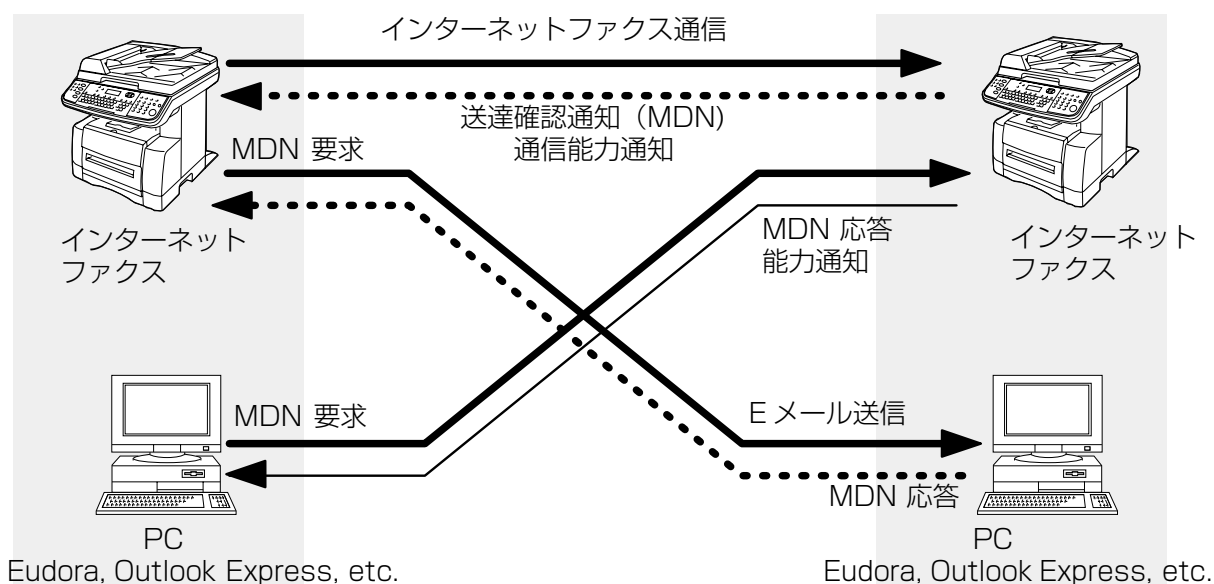 インターネットファクス通信
送達確認通知（MDN)
通信能力通知
MDN 要求
インターネット
ファクス
MDN 応答
能力通知
インターネット
ファクス
MDN 要求
E メール送信
MDN 応答
PC
Eudora, Outlook Express, etc.
PC
Eudora, Outlook Express, etc.